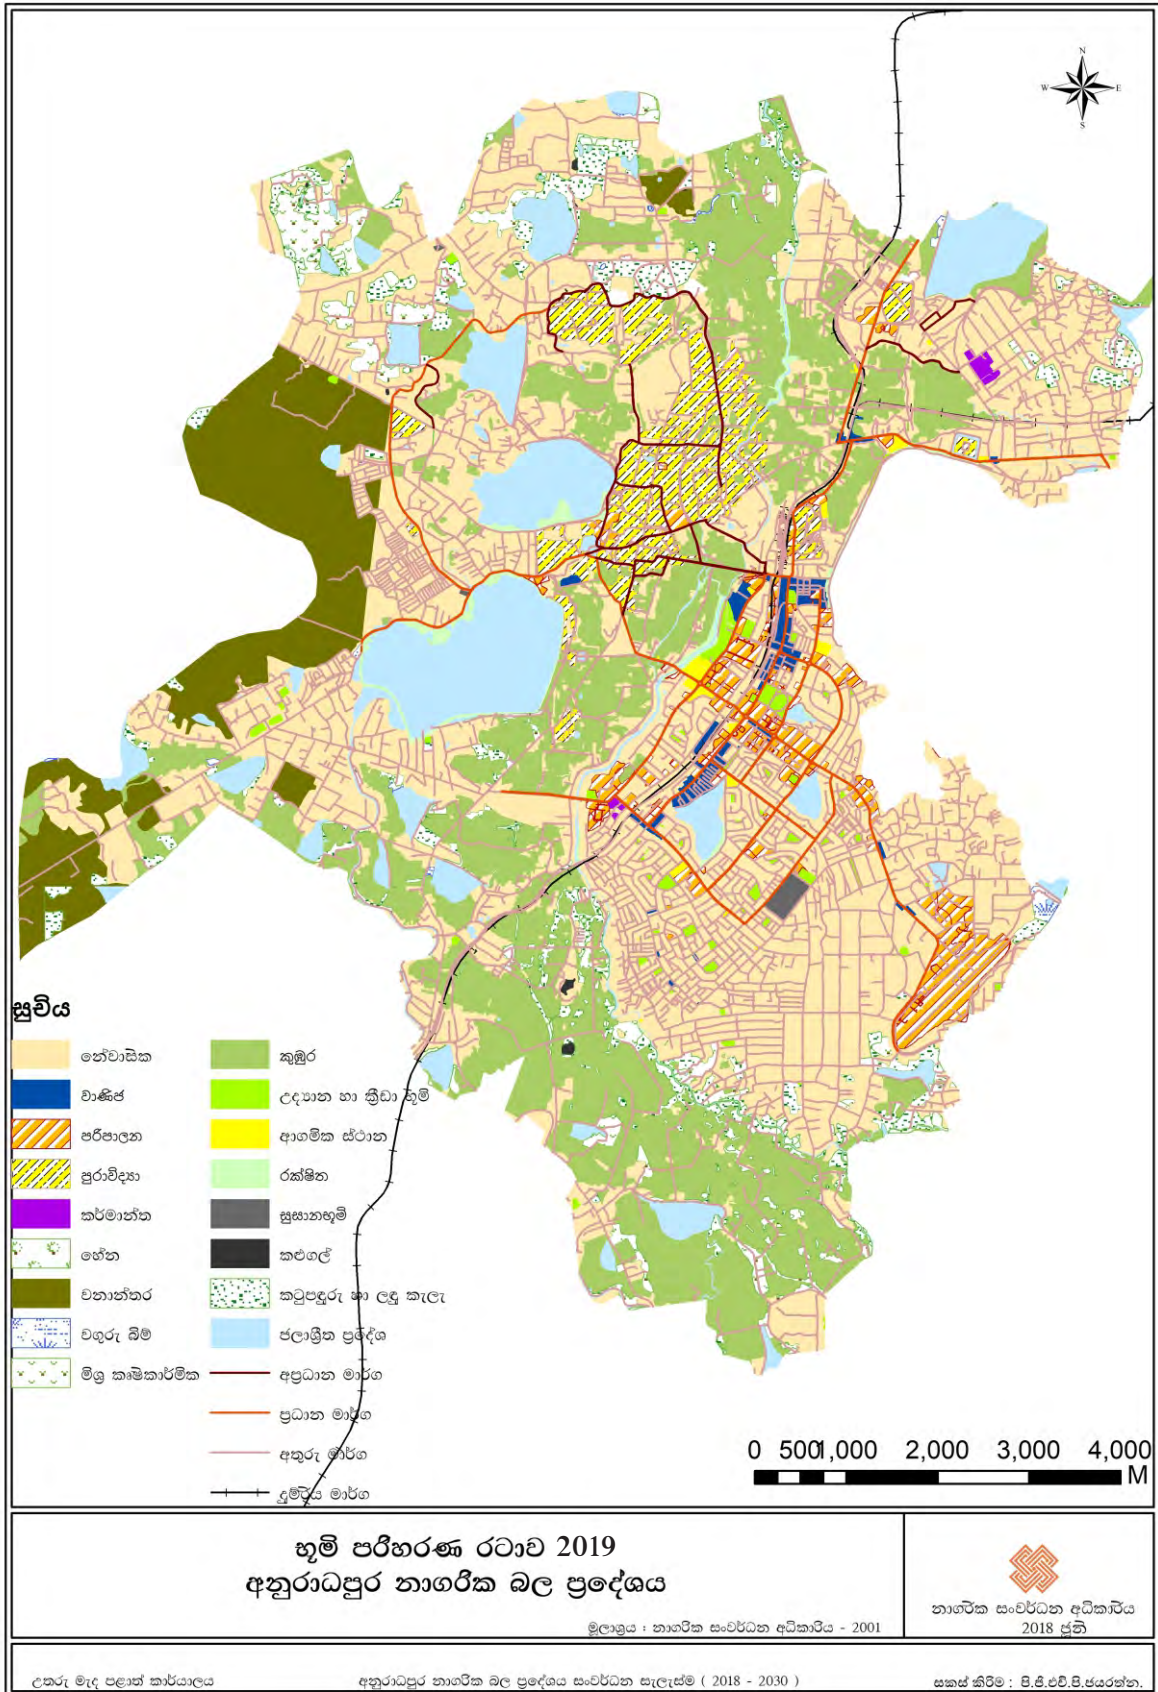 N
W E
S
සූචිය
නේවාසික
වාණිජ
පරිපාලන
පුරාවිද්‍යා
කර්මාන්ත
හේන
වනාන්තර
වගුරු බිම්
මිශ්‍ර කෘෂිකාර්මික
කුඹුර
උද්‍යාන හා ක්‍රීඩා භූමි
ආගමික ස්ථාන
රක්ෂිත
සුසානභූමි
කළුගල්
කටුපඳුරු හා ලඳු කැලෑ
ජලාශ්‍රිත ප්‍රදේශ
අප්‍රධාන මාර්ග
ප්‍රධාන මාර්ග
අතුරු මාර්ග
දුම්රිය මාර්ග
0 500 1,000 2,000 3,000 4,000
M
භූමි පරිහරණ රටාව 2019
අනුරාධපුර නාගරික බල ප්‍රදේශය
මූලාශ්‍රය : නාගරික සංවර්ධන අධිකාරිය - 2001
නාගරික සංවර්ධන අධිකාරිය
2018 ජූනි
උතරු මැද පළාත් කාර්යාලය
අනුරාධපුර නාගරික බල ප්‍රදේශය සංවර්ධන සැලැස්ම ( 2018 - 2030 )
සකස් කිරීම : පී.ජී.එච්.පී.ජයරත්න.